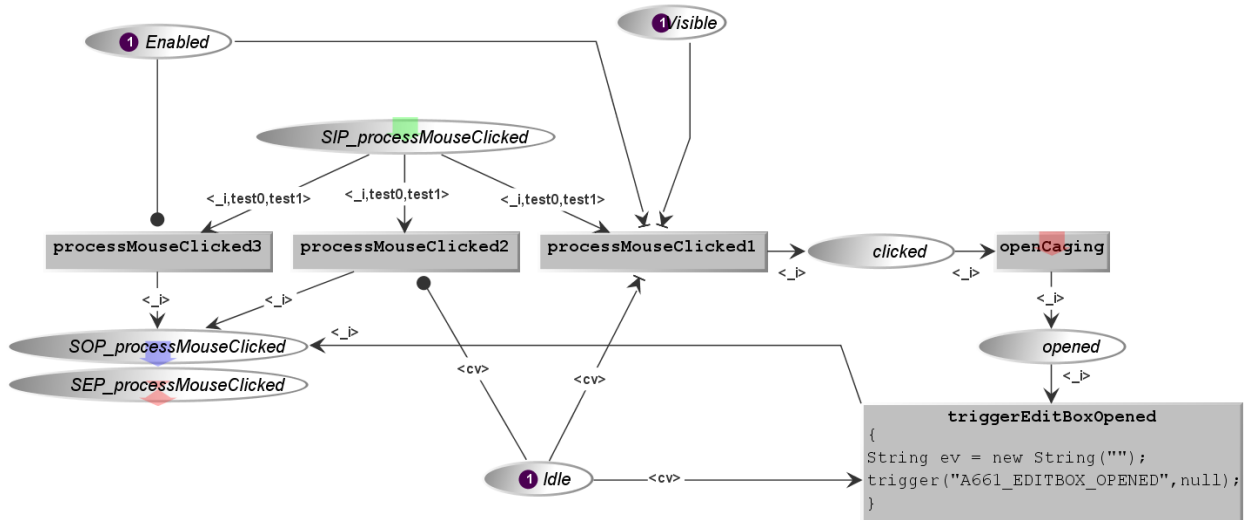 1 Visible
1 Enabled
SIP_processMouseClicked
<_i,test0,test1>
<_i,test0,test1>
<_i,test0,test1>
processMouseClicked3
processMouseClicked2
processMouseClicked1
clicked
openCaging
<_i>
<_i>
<_i>
<_i>
<_i>
<_i>
SOP_processMouseClicked
opened
<_i>
SEP_processMouseClicked
<cv>
<cv>
triggerEditBoxOpened
{
String ev = new String("");
trigger("A661_EDITBOX_OPENED",null);
}
1 Idle
<cv>